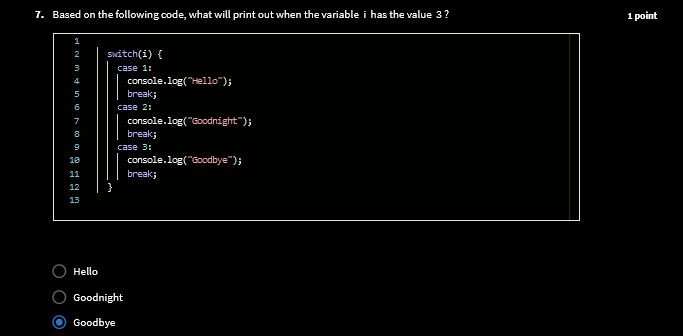 7. Based on the following code, what will print out when the variable i has the value 3 ?
1 point
1
2 switch(i) {
3 case 1:
4 console.log("Hello");
5 break;
6 case 2:
7 console.log("Goodnight");
8 break;
9 case 3:
10 console.log("Goodbye");
11 break;
12 }
13
Hello
Goodnight
Goodbye